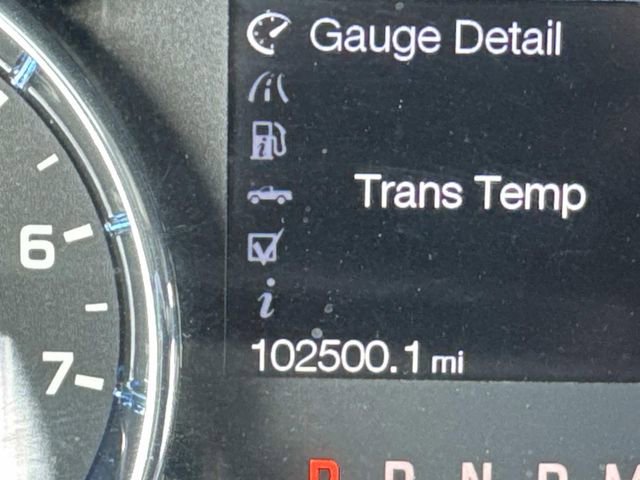 Gauge Detail
Trans Temp
6
7
102500.1 mi
P R N D M